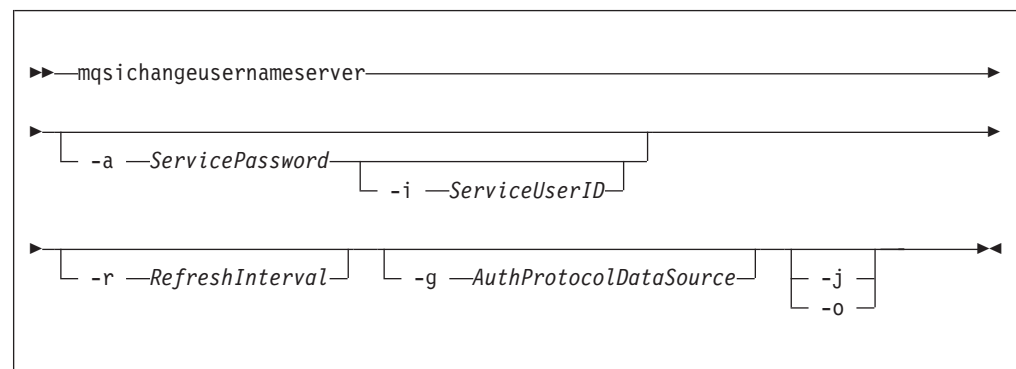 mqsichangeusernameserver
-a ServicePassword
-i ServiceUserID
-r RefreshInterval -g AuthProtocolDataSource -j
-o